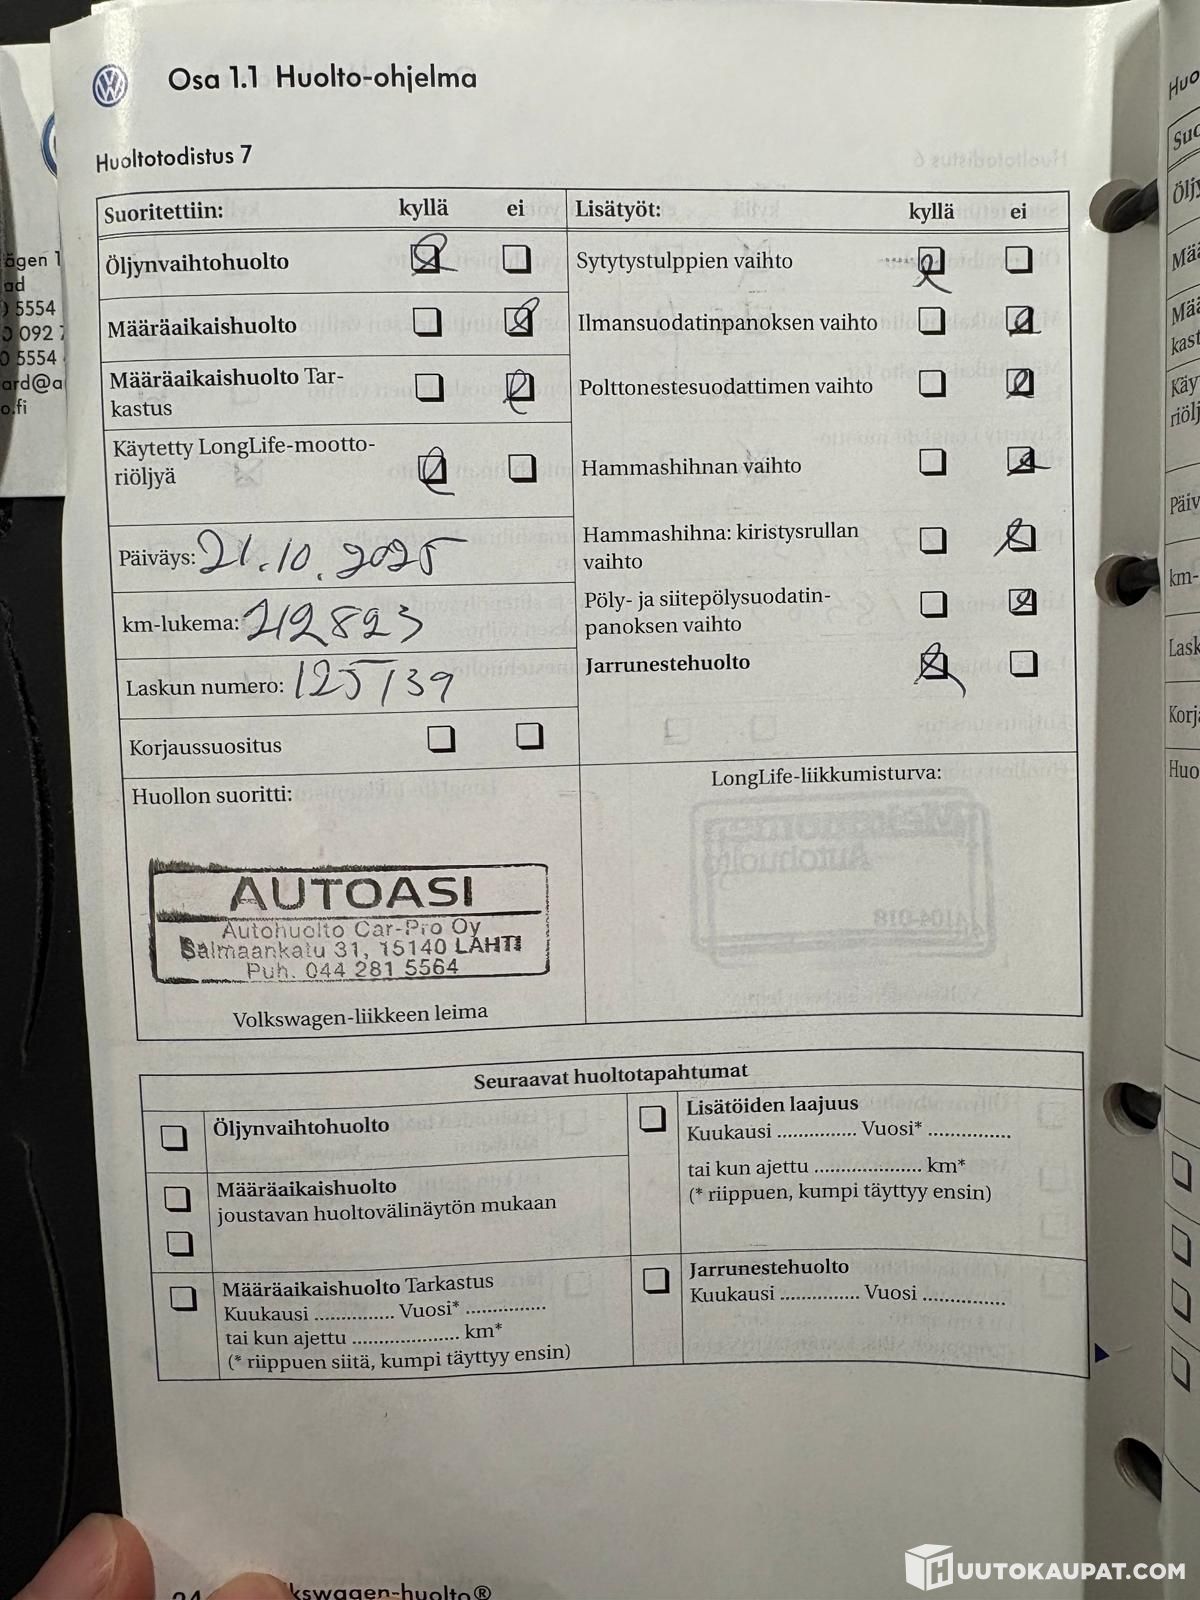 Osa 1.1 Huolto-ohjelma
Huoltotodistus 7
Suoritettiin: kyllä ei
Öljynvaihtohuolto
Määräaikaishuolto
Määräaikaishuolto Tar-
kastus
Käytetty LongLife-mootto-
riöljyä
Päiväys: 21.10.2025
km-lukema: 212823
Laskun numero: 125139
Korjaussuositus
Huollon suoritti:
AUTOASI
Autohuolto Car-Pro Oy
Salmaankatu 31, 15140 LAHTI
Puh. 044 281 5564
Volkswagen-liikkeen leima
Lisätyöt: kyllä ei
Sytytystulppien vaihto
Ilmansuodatinpanoksen vaihto
Polttonestesuodattimen vaihto
Hammashihnan vaihto
Hammashihna: kiristysrullan
vaihto
Pöly- ja siitepölysuodatin-
panoksen vaihto
Jarrunestehuolto
LongLife-liikkumisturva:
Seuraavat huoltotapahtumat
Öljynvaihtohuolto
Määräaikaishuolto
joustavan huoltovälinäytön mukaan
Määräaikaishuolto Tarkastus
Kuukausi .............. Vuosi* ..............
tai kun ajettu ................... km*
(* riippuen siitä, kumpi täyttyy ensin)
Lisätöiden laajuus
Kuukausi .............. Vuosi* ..............
tai kun ajettu ................... km*
(* riippuen, kumpi täyttyy ensin)
Jarrunestehuolto
Kuukausi .............. Vuosi ..............
kswagen-huolto®
HUUTOKAUPAT.COM